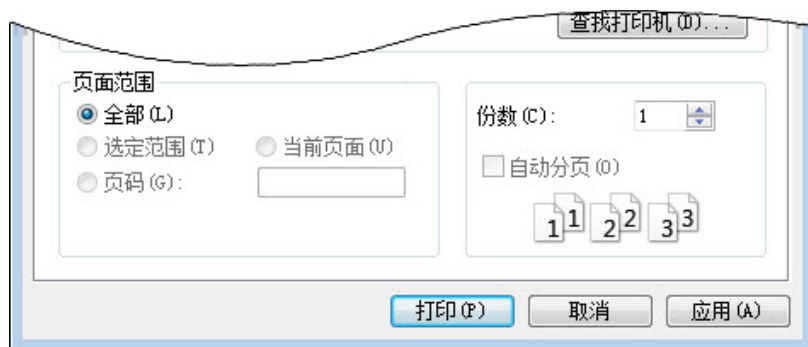 查找打印机(D)...
页面范围
全部(L)
选定范围(T) 当前页面(U)
页码(G):
份数(C): 1
自动分页(O)
1 1 2 2 3 3
打印(P) 取消 应用(A)